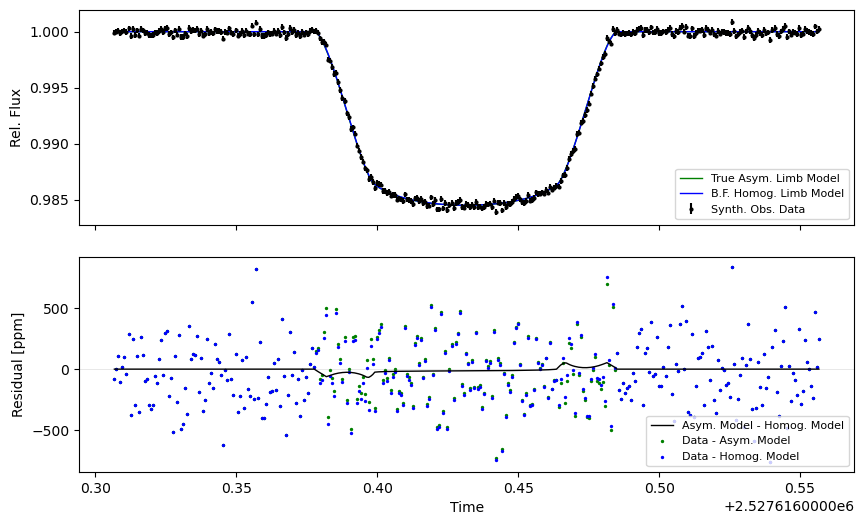 1.000
0.995
0.990
0.985
Rel. Flux
True Asym. Limb Model
B.F. Homog. Limb Model
Synth. Obs. Data
500
0
−500
Residual [ppm]
Asym. Model - Homog. Model
Data - Asym. Model
Data - Homog. Model
0.30 0.35 0.40 0.45 0.50 0.55
Time
+2.5276160000e6